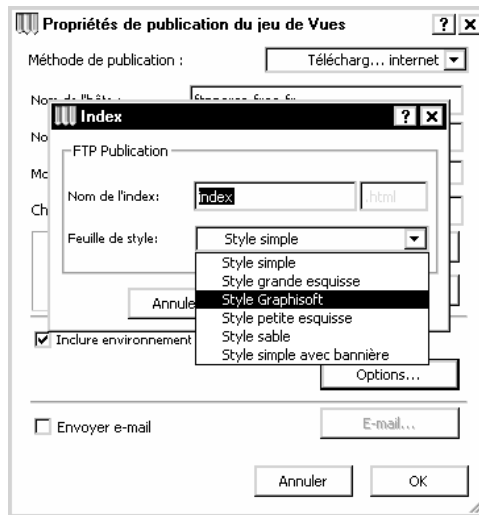 Propriétés de publication du jeu de Vues
Méthode de publication :
Télécharg... internet
Index
FTP Publication
Nom de l'index:
index
.html
Feuille de style:
Style simple
Style simple
Style grande esquisse
Style Graphisoft
Style petite esquisse
Style sable
Style simple avec bannière
Inclure environnement
Options...
Envoyer e-mail
E-mail...
Annuler
OK